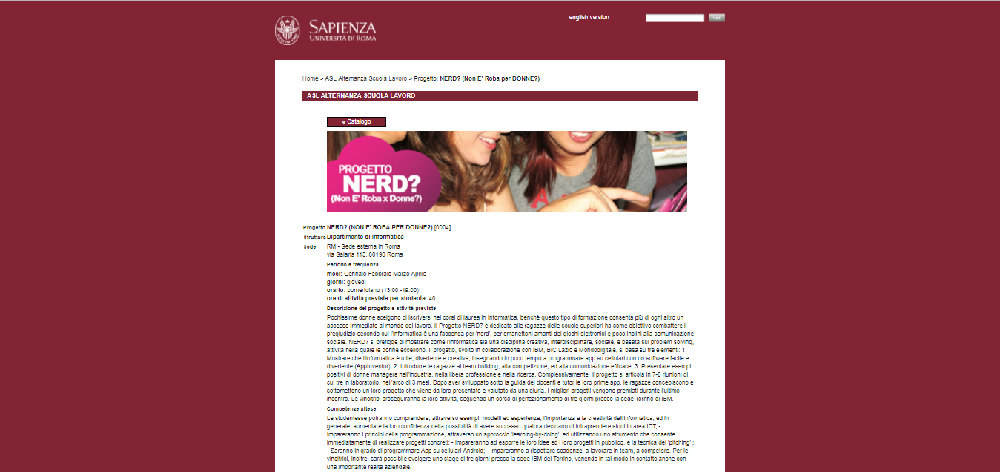 SAPIENZA
UNIVERSITÀ DI ROMA
english version
Home > ASL Alternanza Scuola Lavoro > Progetto: NERD? (Non E' Roba per DONNE?)
ASL ALTERNANZA SCUOLA LAVORO
« Catalogo
PROGETTO
NERD?
(Non E' Roba x Donne?)
Progetto NERD? (NON E' ROBA PER DONNE?) [0004]
Struttura Dipartimento di Informatica
Sede RM - Sede esterna in Roma
via Salaria 113, 00198 Roma
Periodo e frequenza
mesi: Gennaio Febbraio Marzo Aprile
giorni: giovedì
orario: pomeridiano (13:00 -19:00)
ore di attività previste per studente: 40
Descrizione del progetto e attività previste
Pochissime donne scelgono di iscriversi nei corsi di laurea in Informatica, benchè questo tipo di formazione consenta più di ogni altro un
accesso immediato al mondo del lavoro. Il Progetto NERD? è dedicato alle ragazze delle scuole superiori ha come obiettivo combattere il
pregiudizio secondo cui l'informatica è una faccenda per 'nerd', per smanettoni amanti dei giochi elettronici e poco inclini alla comunicazione
sociale. NERD? si prefigge di mostrare come l'informatica sia una disciplina creativa, interdisciplinare, sociale, e basata sul problem solving,
attività nella quale le donne eccellono. Il progetto, svolto in collaborazione con IBM, BIC Lazio e Mondodigitale, si basa su tre elementi: 1.
Mostrare che l'informatica è utile, divertente e creativa, insegnando in poco tempo a programmare app su cellulari con un software facile e
divertente (AppInventor); 2. Introdurre le ragazze al team building, alla competizione, ed alla comunicazione efficace; 3. Presentare esempi
positivi di donne managers nell'industria, nella libera professione e nella ricerca. Complessivamente, il progetto si articola in 7-8 riunioni di
cui tre in laboratorio, nell'arco di 3 mesi. Dopo aver sviluppato sotto la guida dei docenti e tutor le loro prime app, le ragazze concepiscono e
sottomettono un loro progetto che viene da loro presentato e valutato da una giuria. I migliori progetti vengono premiati durante l'ultimo
incontro. Le vincitrici proseguiranno la loro attività, seguendo un corso di perfezionamento di tre giorni presso la sede Torrino di IBM.
Competenze attese
Le studentesse potranno comprendere, attraverso esempi, modelli ed esperienze, l'importanza e la creatività dell'informatica, ed in
generale, aumentare la loro confidenza nella possibilità di avere successo qualora decidano di intraprendere studi in area ICT; -
Impareranno i principi della programmazione, attraverso un approccio 'learning-by-doing', ed utilizzando uno strumento che consente
immediatamente di realizzare progetti concreti; - Impareranno ad esporre le loro idee ed i loro progetti in pubblico, e la tecnica del 'pitching' ;
- Saranno in grado di programmare App su cellulari Android; - Impareranno a rispettare scadenze, a lavorare in team, a competere. Per le
vincitrici, inoltre, sarà possibile svolgere uno stage di tre giorni presso la sede IBM del Torrino, venendo in tal modo in contatto anche con
una importante realtà aziendale.